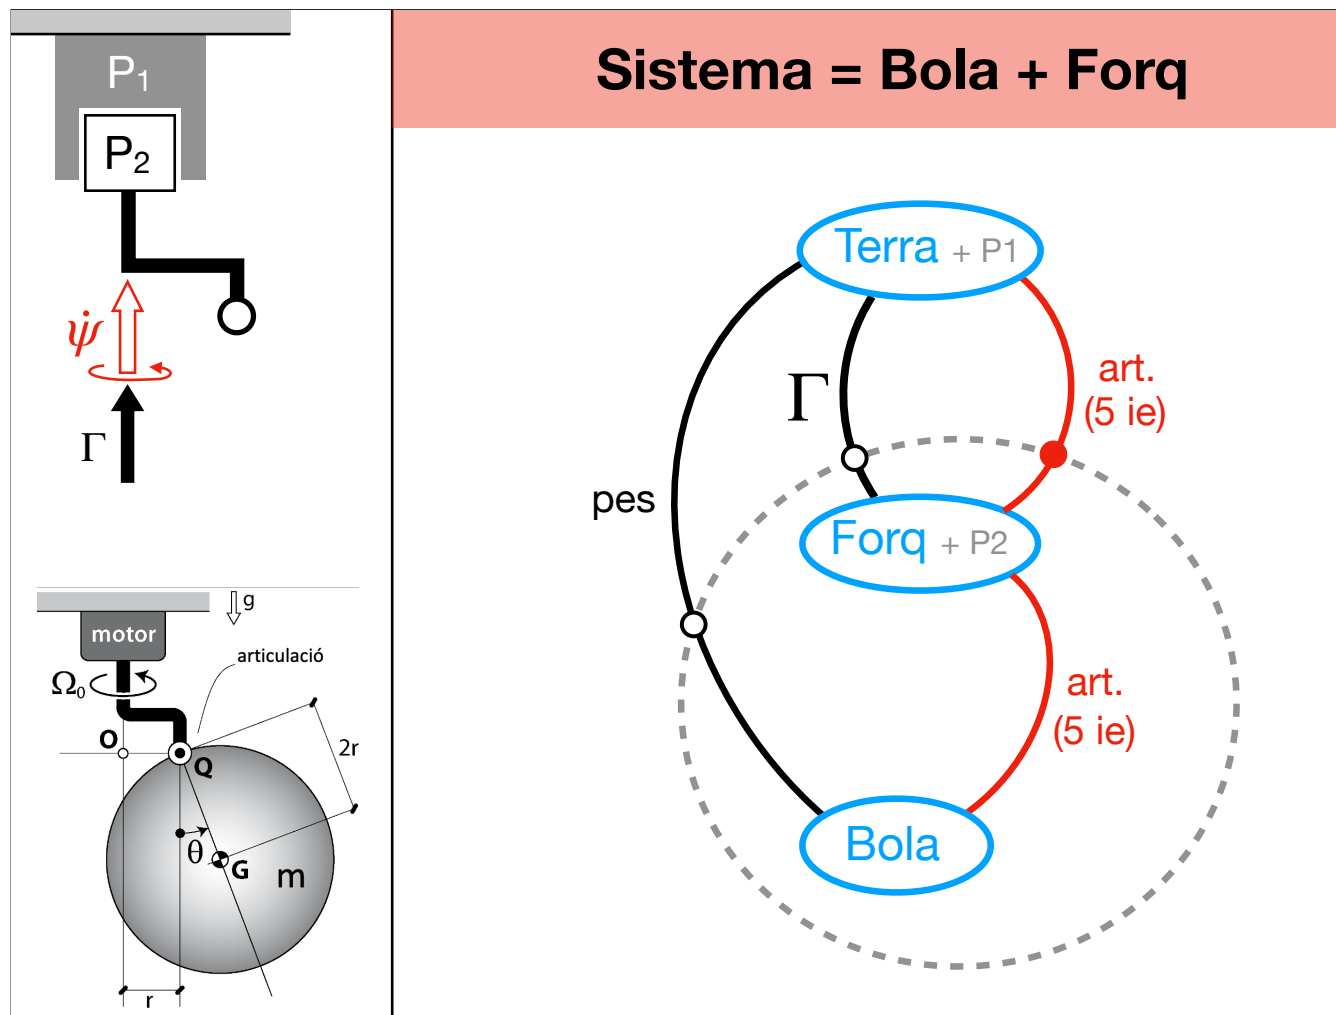 P₁
P₂
ψ̇
Γ
g
motor
articulació
Ω₀
O
Q
2r
θ
G
m
r
Sistema = Bola + Forq
Terra + P1
Γ
art.
(5 ie)
pes
Forq + P2
art.
(5 ie)
Bola